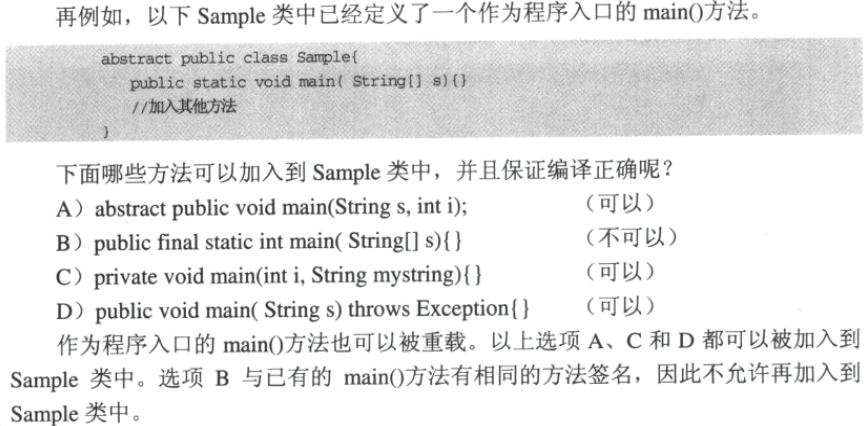 再例如，以下 Sample 类中已经定义了一个作为程序入口的 main()方法。
abstract public class Sample{
public static void main( String[] s){}
//加入其他方法
}
下面哪些方法可以加入到 Sample 类中，并且保证编译正确呢？
A）abstract public void main(String s, int i); （可以）
B）public final static int main( String[] s){} （不可以）
C）private void main(int i, String mystring){} （可以）
D）public void main( String s) throws Exception{} （可以）
作为程序入口的 main()方法也可以被重载。以上选项 A、C 和 D 都可以被加入到
Sample 类中。选项 B 与已有的 main()方法有相同的方法签名，因此不允许再加入到
Sample 类中。